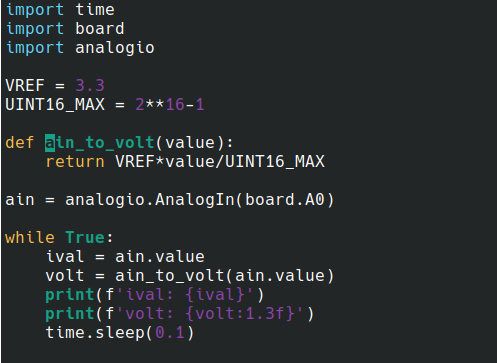 import time
import board
import analogio

VREF = 3.3
UINT16_MAX = 2**16-1

def ain_to_volt(value):
    return VREF*value/UINT16_MAX

ain = analogio.AnalogIn(board.A0)

while True:
    ival = ain.value
    volt = ain_to_volt(ain.value)
    print(f'ival: {ival}')
    print(f'volt: {volt:1.3f}')
    time.sleep(0.1)